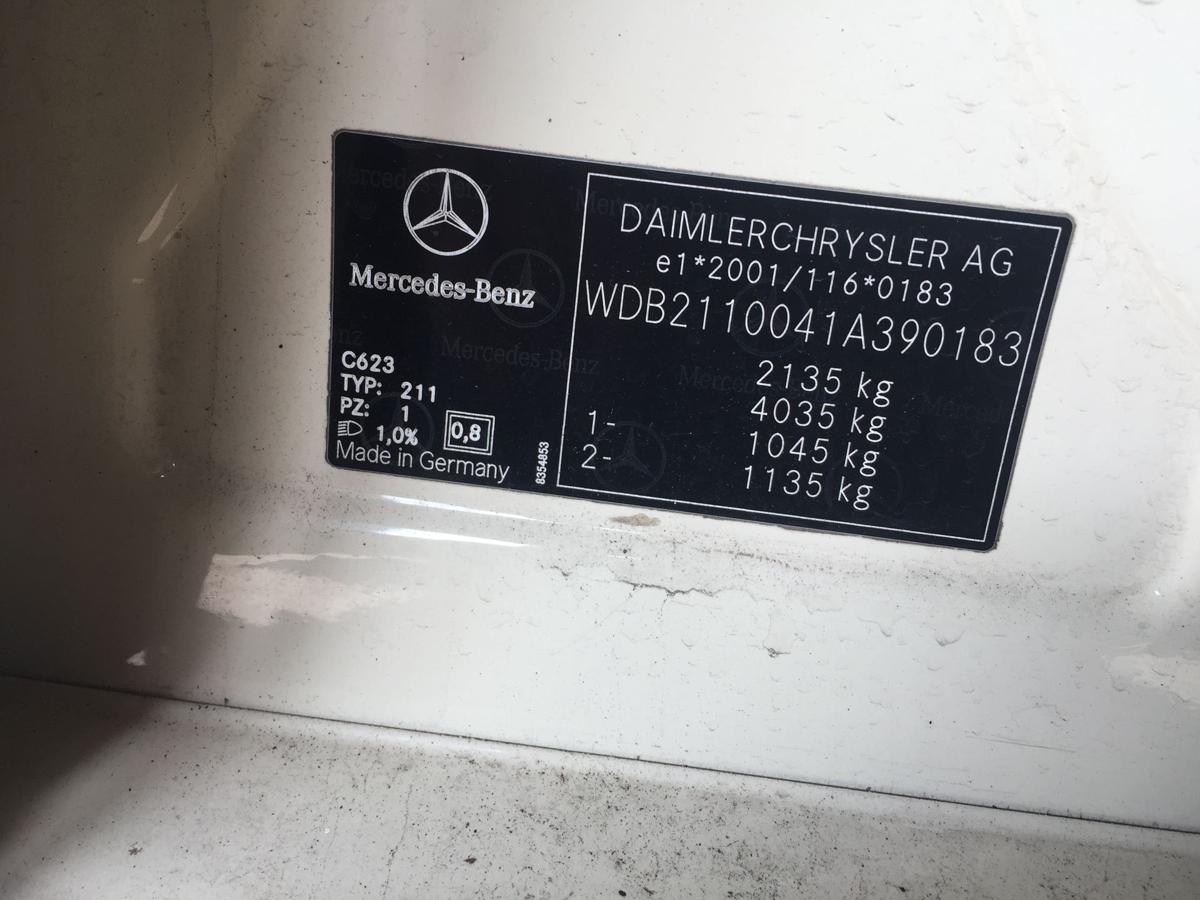 Mercedes-Benz
C623
TYP: 211
PZ: 1
1,0% 0,8
Made in Germany
8354853
DAIMLERCHRYSLER AG
e1*2001/116*0183
WDB2110041A390183
2135 kg
4035 kg
1- 1045 kg
2- 1135 kg